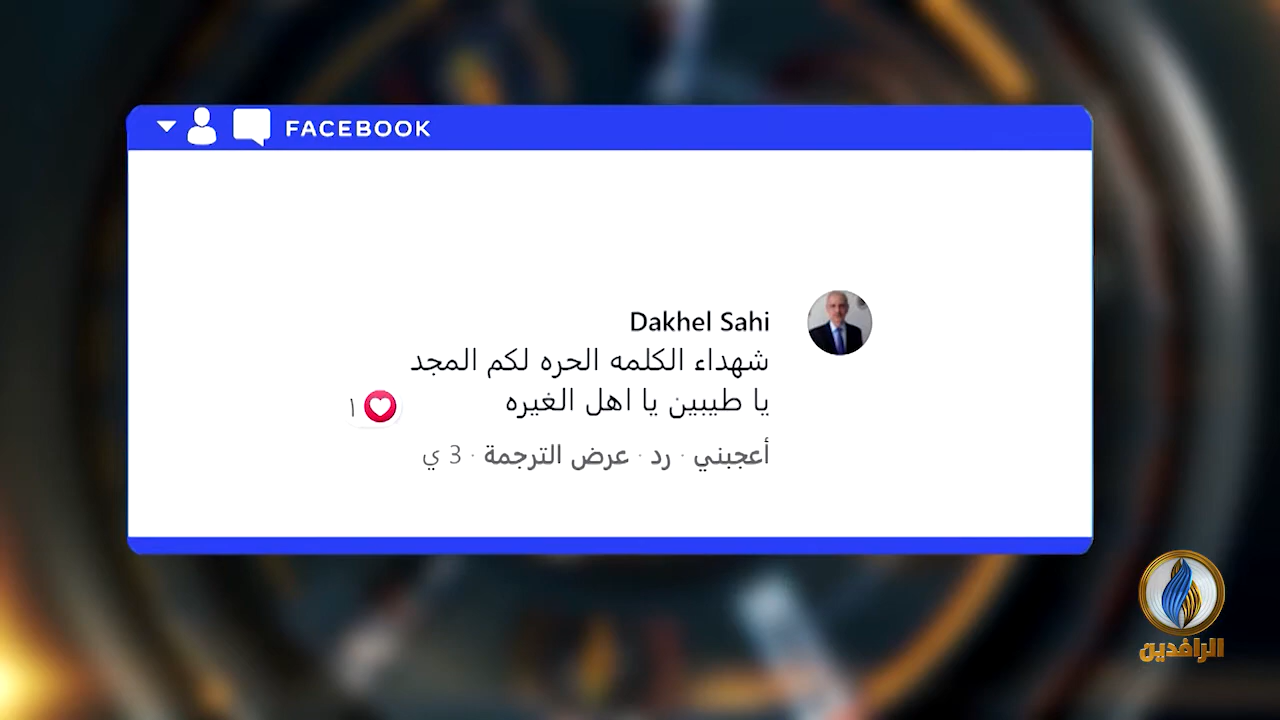 FACEBOOK
Dakhel Sahi
شهداء الكلمه الحره لكم المجد
يا طيبين يا اهل الغيره
١
أعجبني · رد · عرض الترجمة · 3 ي
الرافدين